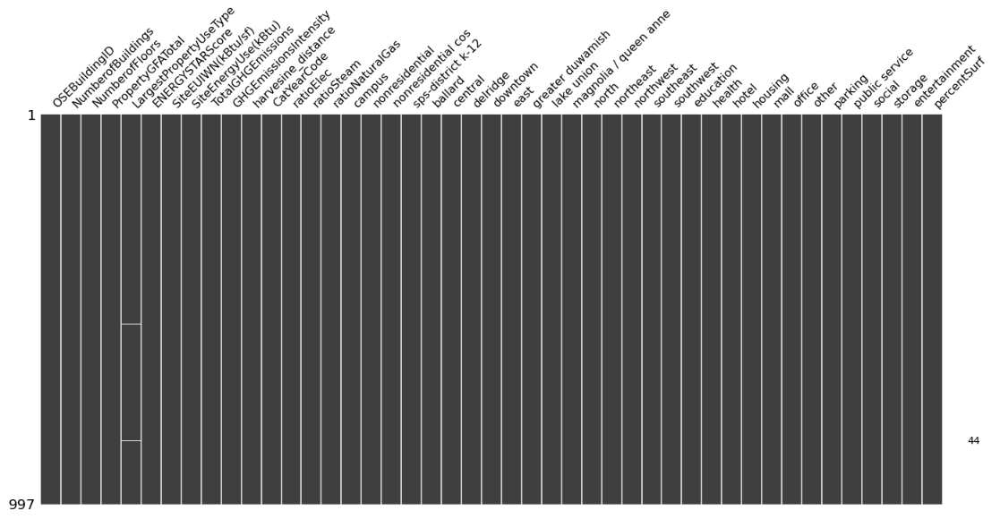 OSEBuildingID
NumberofBuildings
NumberofFloors
PropertyGFATotal
LargestPropertyUseType
ENERGYSTARScore
SiteEUIWN(kBtu/sf)
SiteEnergyUse(kBtu)
TotalGHGEmissions
GHGEmissionsIntensity
harvesine_distance
CatYearCode
ratioElec
ratioSteam
ratioNaturalGas
campus
nonresidential
nonresidential cos
sps-district k-12
ballard
central
delridge
downtown
east
greater duwamish
lake union
magnolia / queen anne
north
northeast
northwest
southeast
southwest
education
health
hotel
housing
mall
office
other
parking
public service
social
storage
entertainment
percentSurf
1
44
997